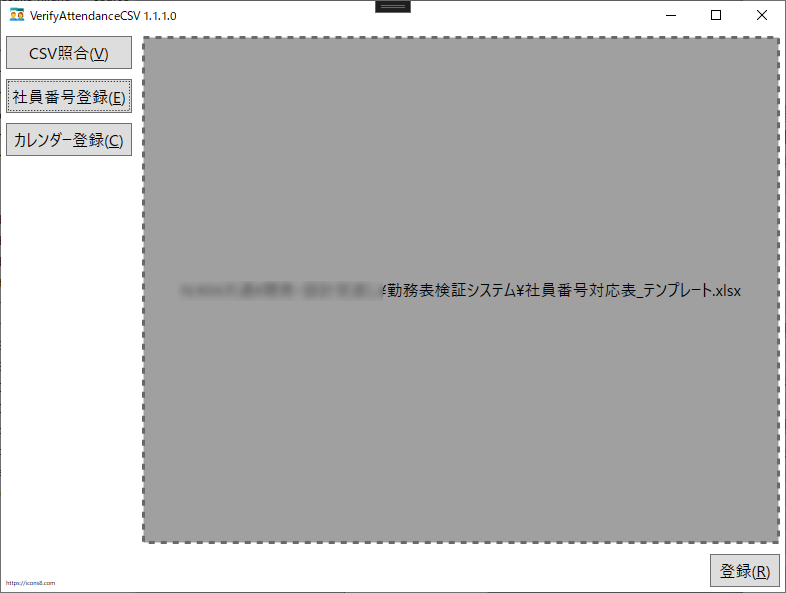 VerifyAttendanceCSV 1.1.1.0
CSV照合(V)
社員番号登録(E)
カレンダー登録(C)
¥勤務表検証システム¥社員番号対応表_テンプレート.xlsx
登録(R)
https://icons8.com